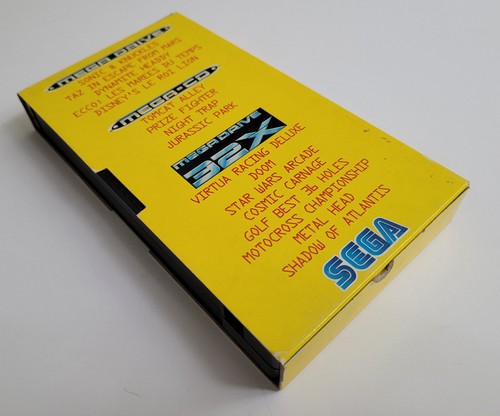 MEGA DRIVE
SONIC & KNUCKLES
TAZ IN ESCAPE FROM MARS
DYNAMITE HEADDY
ECCO! LES MAREES DU TEMPS
DISNEY'S LE ROI LION
MEGA-CD
TOMCAT ALLEY
PRIZE FIGHTER
NIGHT TRAP
JURASSIC PARK
MEGA DRIVE
32X
VIRTUA RACING DELUXE
DOOM
STAR WARS ARCADE
COSMIC CARNAGE
GOLF BEST 36 HOLES
MOTOCROSS CHAMPIONSHIP
METAL HEAD
SHADOW OF ATLANTIS
SEGA